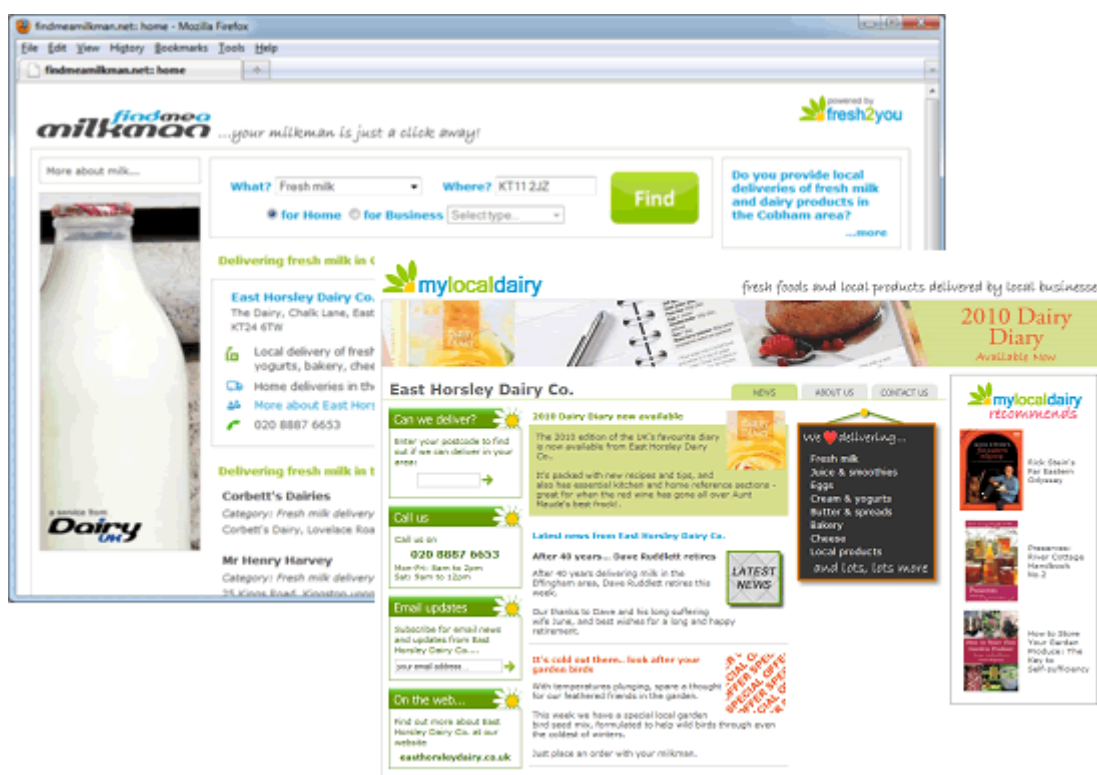 findmeamilkman.net:: home - Mozilla Firefox
File Edit View History Bookmarks Tools Help
findmeamilkman.net:: home
findmea
milkman
...your milkman is just a click away!
powered by
fresh2you
More about milk...
What? Fresh milk Where? KT11 2JZ
for Home for Business Select type...
Find
Do you provide local
deliveries of fresh milk
and dairy products in
the Cobham area?
...more
a service from
Dairy
UK
Delivering fresh milk in
East Horsley Dairy Co.
The Dairy, Chalk Lane, East
KT24 6TW
Local delivery of fresh
yogurts, bakery, chee
Home deliveries in the
More about East Hors
020 8887 6653
Delivering fresh milk in t
Corbett's Dairies
Category: Fresh milk delivery
Corbett's Dairy, Lovelace Roa
Mr Henry Harvey
Category: Fresh milk delivery
25 Kings Road, Kingston upon
mylocaldairy
fresh foods and local products delivered by local businesse
2010 Dairy
Diary
Available Now
East Horsley Dairy Co.
NEWS ABOUT US CONTACT US
Can we deliver?
Enter your postcode to find
out if we can deliver in your
area:
Call us
Call us on
020 8887 6653
Mon-Fri: 8am to 2pm
Sat: 9am to 12pm
Email updates
Subscribe for email news
and updates from East
Horsley Dairy Co....
your email address...
On the web...
Find out more about East
Horsley Dairy Co. at our
website
easthorsleydairy.co.uk
2010 Dairy Diary now available
The 2010 edition of the UK's favourite diary
is now available from East Horsley Dairy
Co..
It's packed with new recipes and tips, and
also has essential kitchen and home reference sections -
great for when the red wine has gone all over Aunt
Maude's best frock!.
Latest news from East Horsley Dairy Co.
After 40 years... Dave Ruddlett retires
After 40 years delivering milk in the
Effingham area, Dave Ruddlett retires this
week.
Our thanks to Dave and his long suffering
wife June, and best wishes for a long and happy
retirement.
LATEST
NEWS
It's cold out there.. look after your
garden birds
With temperatures plunging, spare a thought
for our feathered friends in the garden.
This week we have a special local garden
bird seed mix, formulated to help wild birds through even
the coldest of winters.
Just place an order with your milkman.
SPECIAL OFFER
We delivering...
Fresh milk
Juice & smoothies
Eggs
Cream & yogurts
Butter & spreads
Bakery
Cheese
Local products
and lots, lots more
mylocaldairy
recommends
Rick Stein's
Far Eastern
Odyssey
Preserves:
River Cottage
Handbook
No.2
How to Store
Your Garden
Produce: The
Key to
Self-sufficiency